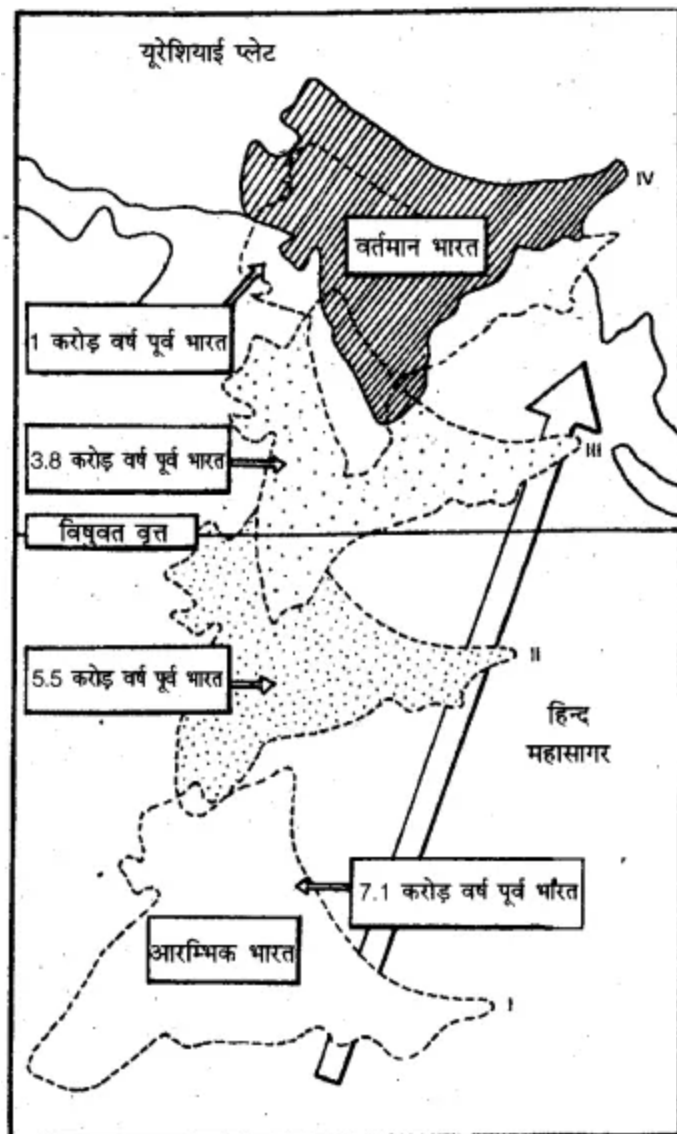 यूरेशियाई प्लेट
IV
वर्तमान भारत
1 करोड़ वर्ष पूर्व भारत
III
3.8 करोड़ वर्ष पूर्व भारत
विषुवत वृत्त
II
5.5 करोड़ वर्ष पूर्व भारत
हिन्द
महासागर
7.1 करोड़ वर्ष पूर्व भारत
आरम्भिक भारत
I